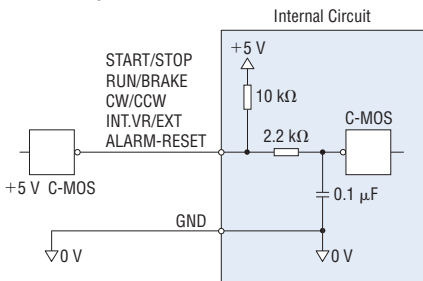 Internal Circuit
+5 V
START/STOP
RUN/BRAKE
CW/CCW
INT.VR/EXT
ALARM-RESET
10 kΩ
C-MOS
2.2 kΩ
+5 V C-MOS
0.1 μF
GND
0 V
0 V